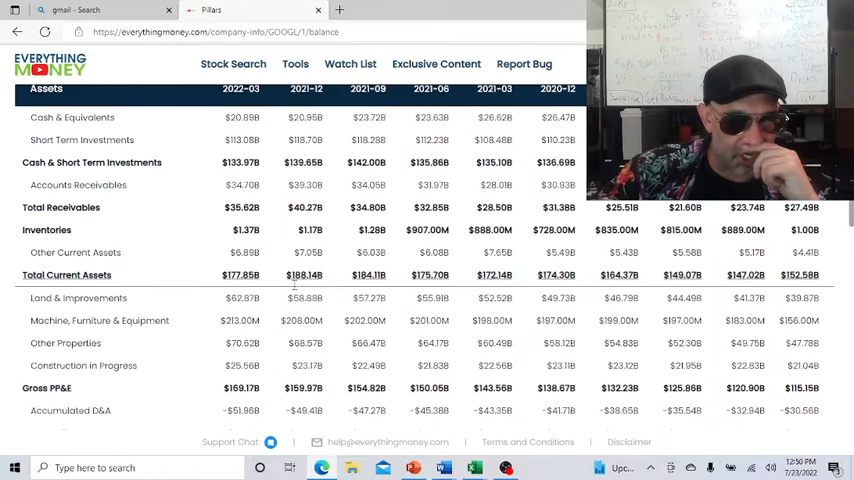 gmail - Search
Pillars
https://everythingmoney.com/company-info/GOOGL/1/balance
EVERYTHING MONEY
Stock Search Tools Watch List Exclusive Content Report Bug
Assets 2022-03 2021-12 2021-09 2021-06 2021-03 2020-12
Cash & Equivalents $20.89B $20.95B $23.72B $23.63B $26.62B $26.47B
Short Term Investments $113.08B $118.70B $118.28B $112.23B $108.48B $110.23B
Cash & Short Term Investments $133.97B $139.65B $142.00B $135.86B $135.10B $136.69B
Accounts Receivables $34.70B $39.30B $34.05B $31.97B $28.01B $30.93B
Total Receivables $35.62B $40.27B $34.80B $32.85B $28.50B $31.38B $25.51B $21.60B $23.74B $27.49B
Inventories $1.37B $1.17B $1.28B $907.00M $888.00M $728.00M $835.00M $815.00M $889.00M $1.00B
Other Current Assets $6.89B $7.05B $6.03B $6.08B $7.65B $5.49B $5.43B $5.58B $5.17B $4.41B
Total Current Assets $177.85B $188.14B $184.11B $175.70B $172.14B $174.30B $164.37B $149.07B $147.02B $152.58B
Land & Improvements $62.87B $58.88B $57.27B $55.91B $52.52B $49.73B $46.79B $44.49B $41.37B $39.87B
Machine, Furniture & Equipment $213.00M $208.00M $202.00M $201.00M $198.00M $197.00M $199.00M $197.00M $183.00M $156.00M
Other Properties $70.62B $68.57B $66.47B $64.17B $60.49B $58.12B $54.83B $52.30B $49.75B $47.78B
Construction in Progress $25.56B $23.17B $22.49B $21.83B $22.56B $23.11B $23.12B $21.95B $22.83B $21.04B
Gross PP&E $169.17B $159.97B $154.82B $150.05B $143.56B $138.67B $132.23B $125.86B $120.90B $115.15B
Accumulated D&A -$51.96B -$49.41B -$47.27B -$45.38B -$43.35B -$41.71B -$38.65B -$35.54B -$32.94B -$30.56B
Support Chat help@everythingmoney.com Terms and Conditions Disclaimer
Type here to search
Upc...
12:50 PM
7/23/2022